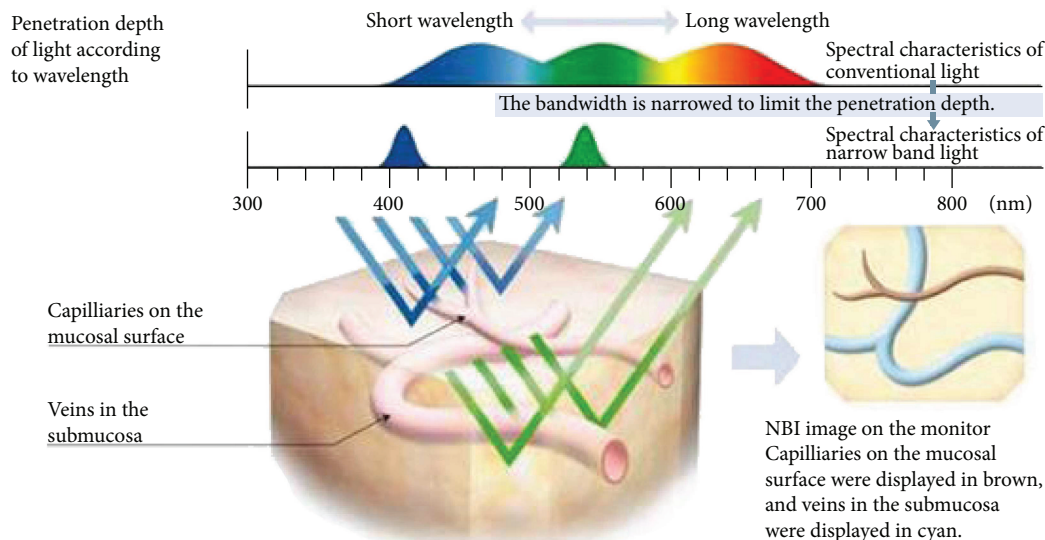 Penetration depth
of light according
to wavelength
Short wavelength
Long wavelength
Spectral characteristics of
conventional light
The bandwidth is narrowed to limit the penetration depth.
Spectral characteristics of
narrow band light
300 400 500 600 700 800 (nm)
Capilliaries on the
mucosal surface
Veins in the
submucosa
NBI image on the monitor
Capilliaries on the mucosal
surface were displayed in brown,
and veins in the submucosa
were displayed in cyan.